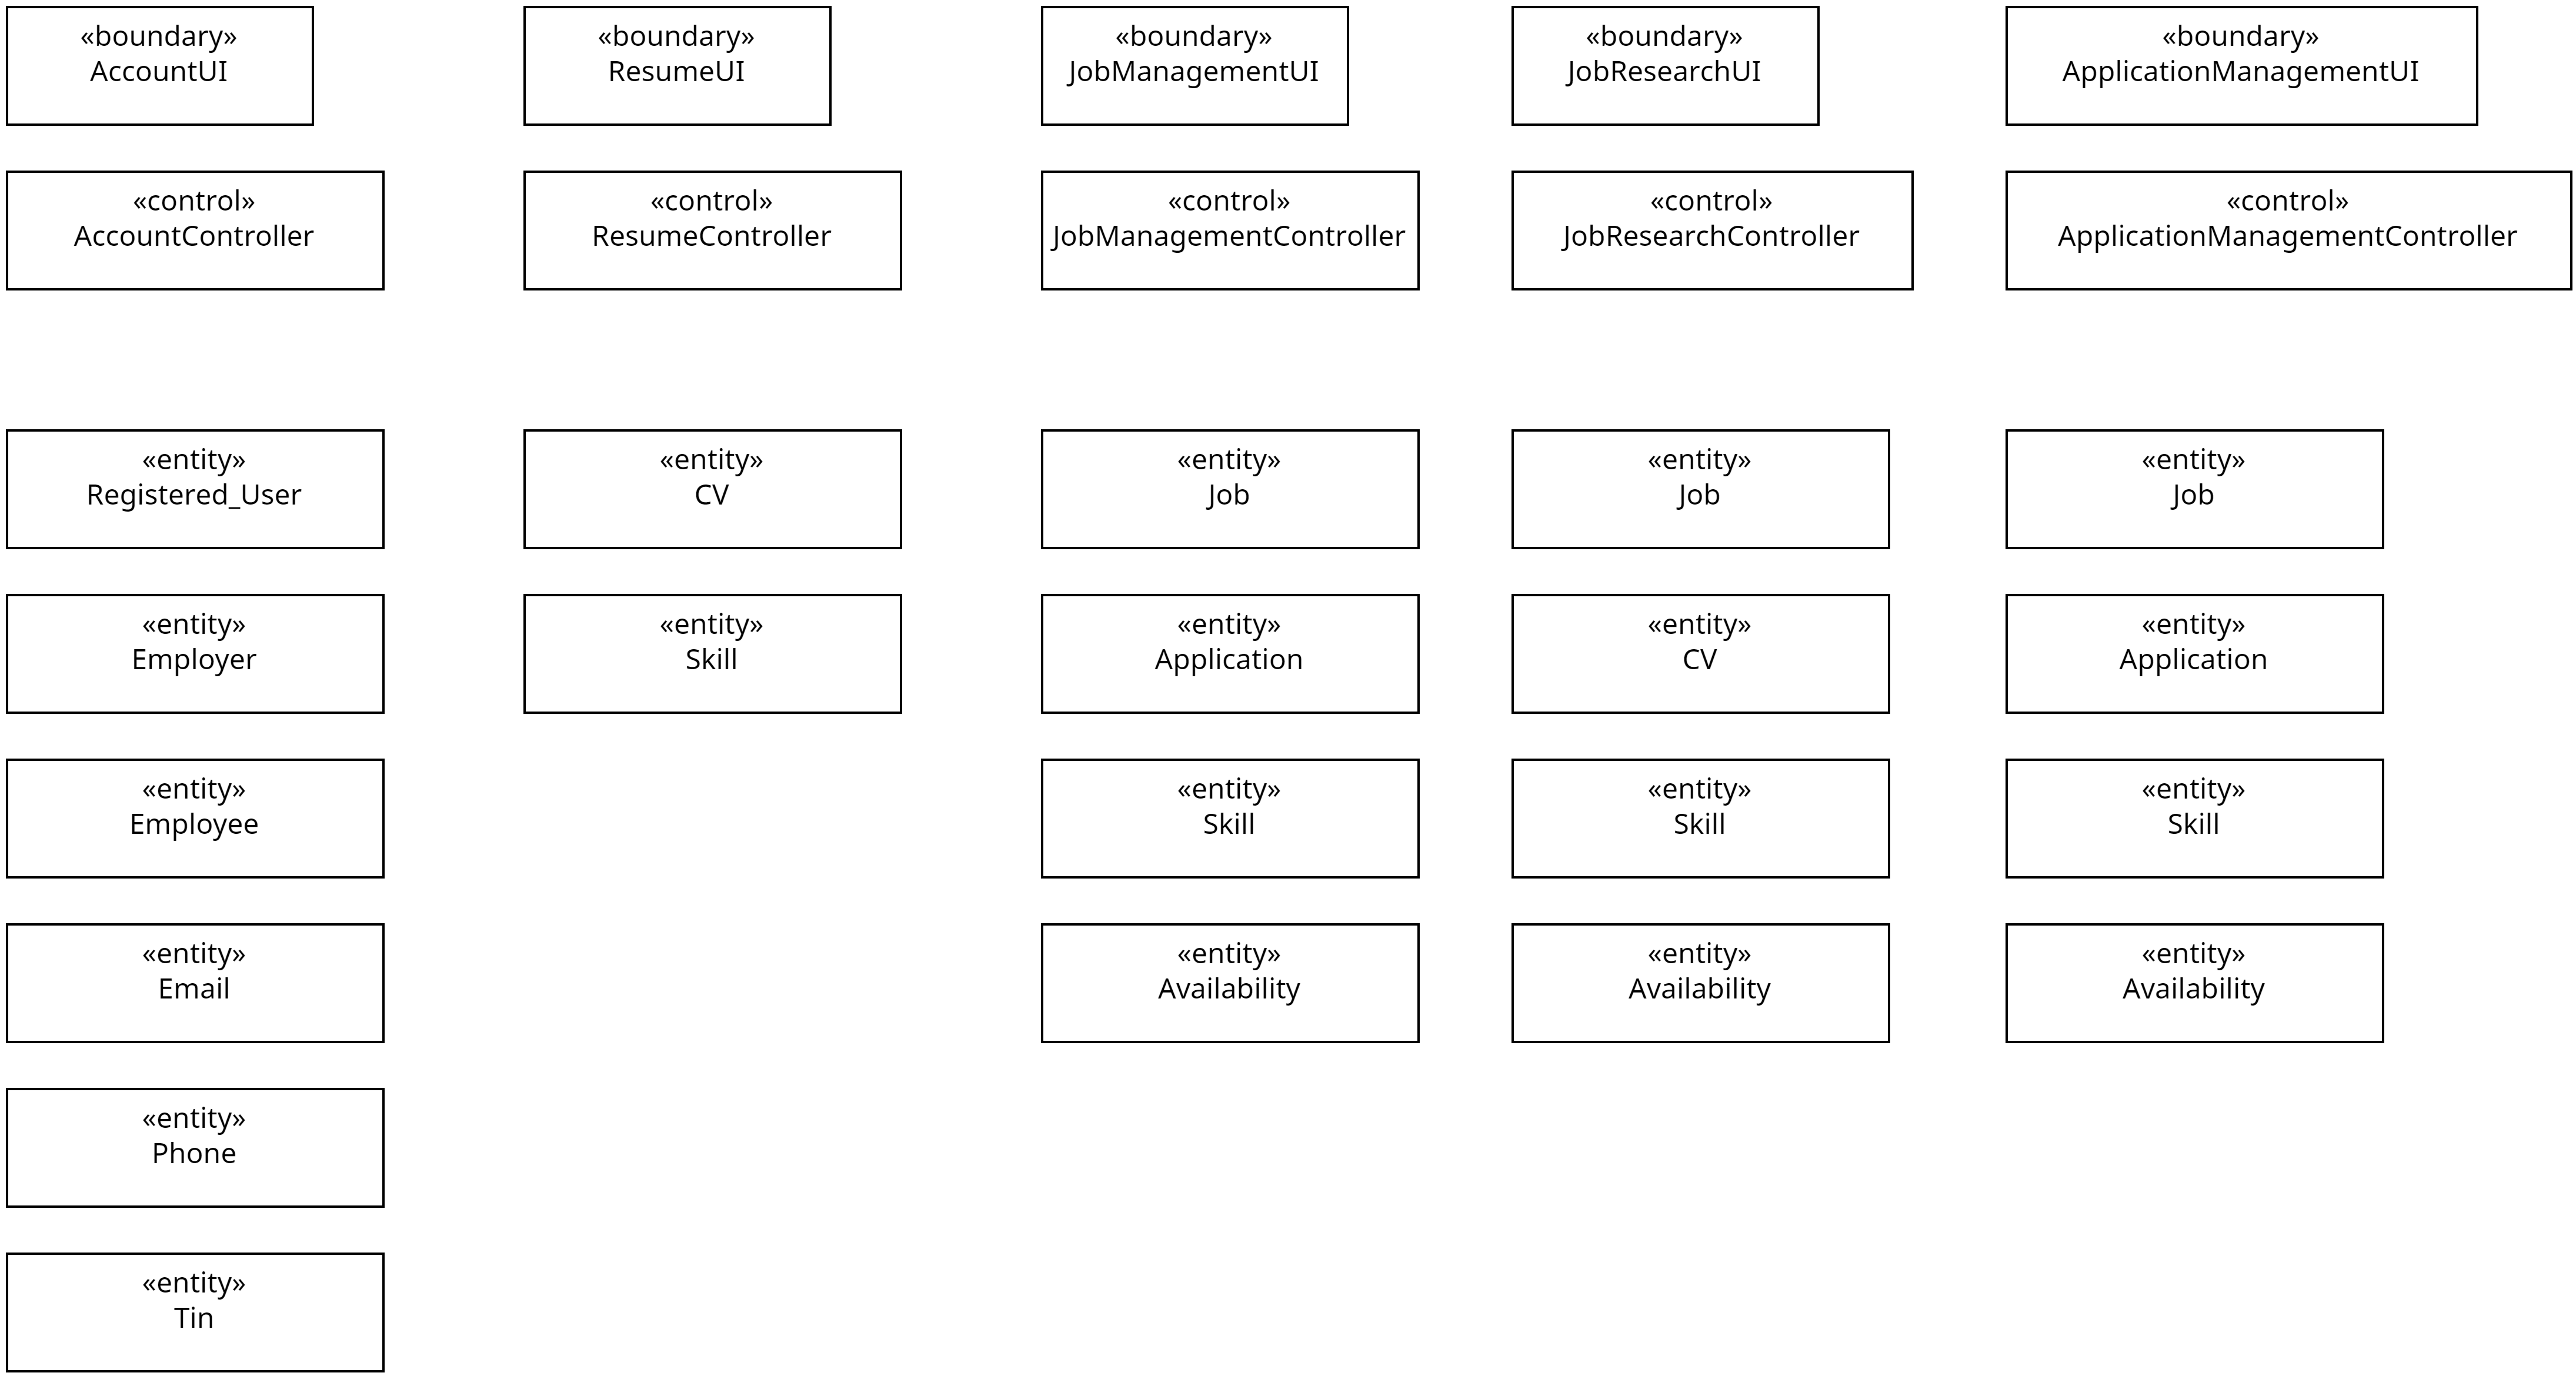 «boundary»
AccountUI
«boundary»
ResumeUI
«boundary»
JobManagementUI
«boundary»
JobResearchUI
«boundary»
ApplicationManagementUI
«control»
AccountController
«control»
ResumeController
«control»
JobManagementController
«control»
JobResearchController
«control»
ApplicationManagementController
«entity»
Registered_User
«entity»
CV
«entity»
Job
«entity»
Job
«entity»
Job
«entity»
Employer
«entity»
Skill
«entity»
Application
«entity»
CV
«entity»
Application
«entity»
Employee
«entity»
Skill
«entity»
Skill
«entity»
Skill
«entity»
Email
«entity»
Availability
«entity»
Availability
«entity»
Availability
«entity»
Phone
«entity»
Tin